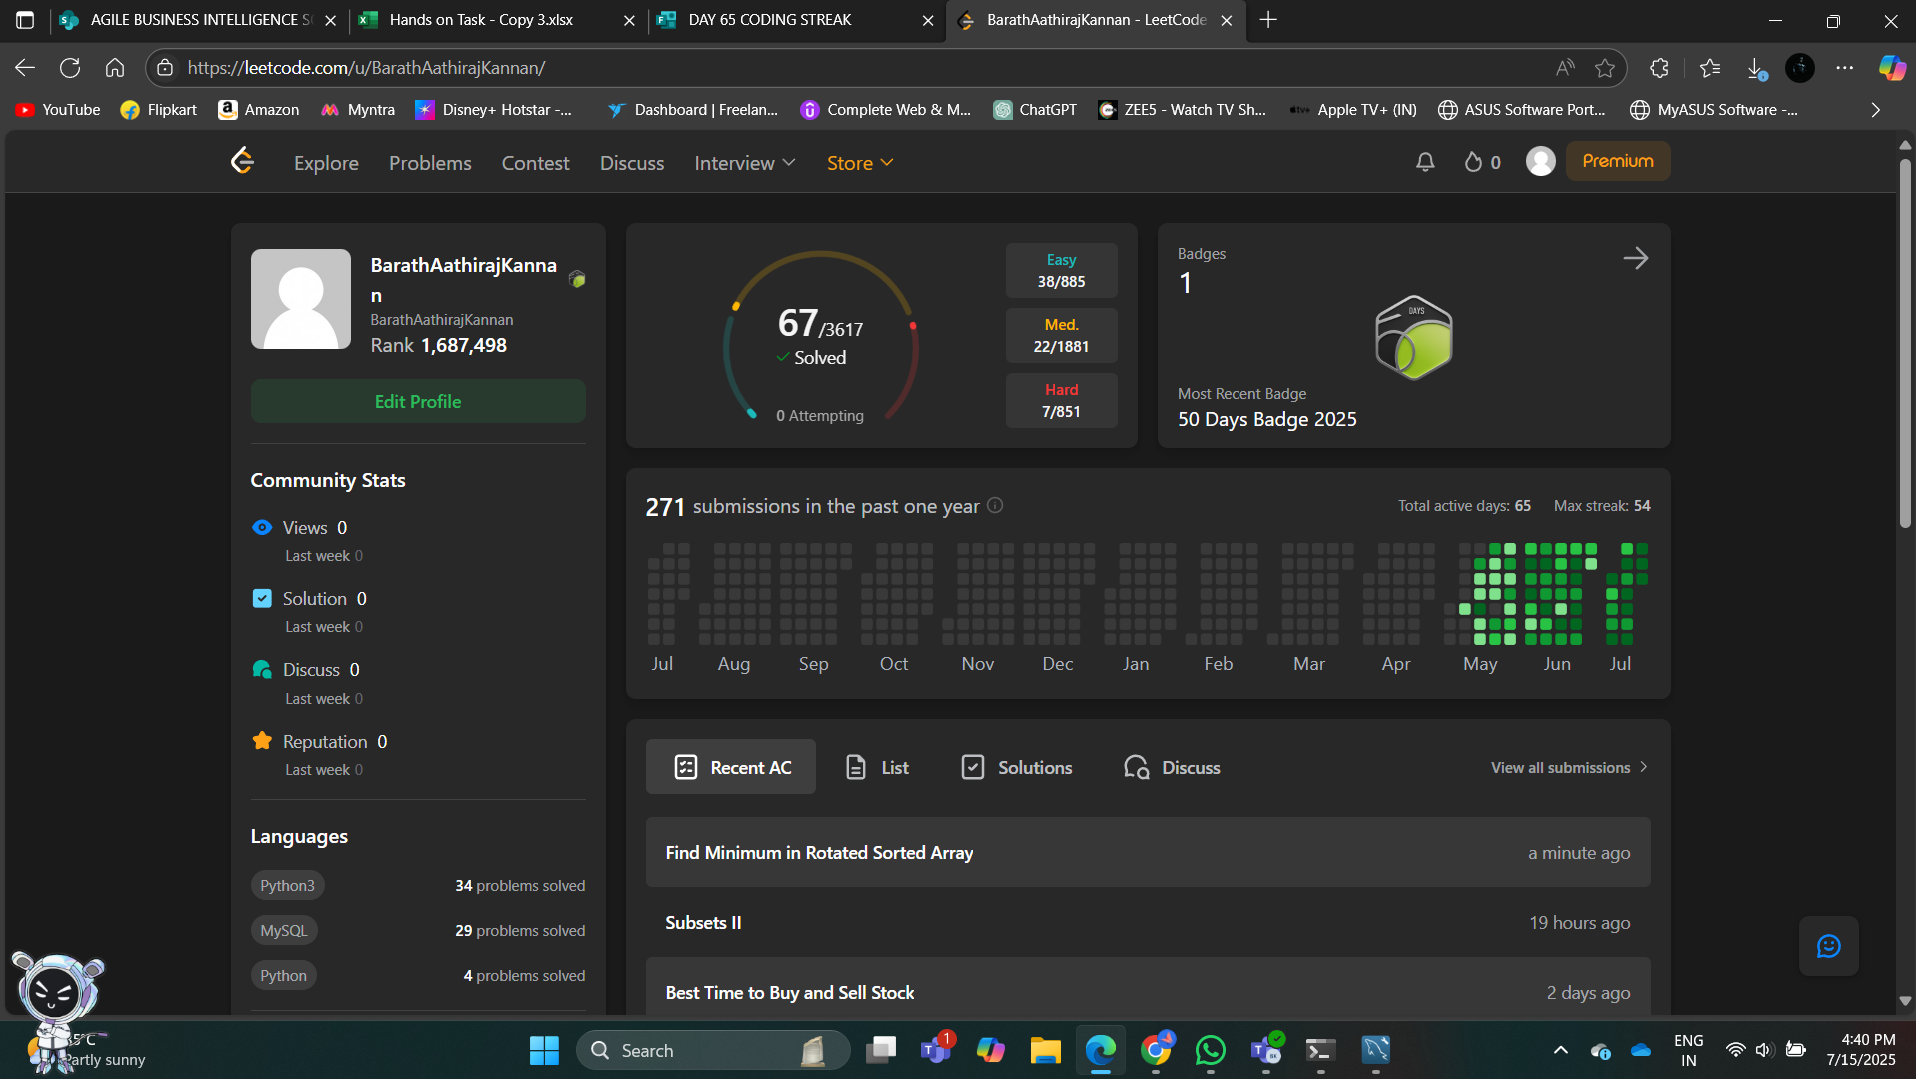 AGILE BUSINESS INTELLIGENCE S
Hands on Task - Copy 3.xlsx
DAY 65 CODING STREAK
BarathAathirajKannan - LeetCode
https://leetcode.com/u/BarathAathirajKannan/
YouTube
Flipkart
Amazon
Myntra
Disney+ Hotstar -...
Dashboard | Freelan...
Complete Web & M...
ChatGPT
ZEE5 - Watch TV Sh...
Apple TV+ (IN)
ASUS Software Port...
MyASUS Software -...
Explore
Problems
Contest
Discuss
Interview
Store
0
Premium
BarathAathirajKanna
n
BarathAathirajKannan
Rank 1,687,498
Edit Profile
Community Stats
Views 0
Last week 0
Solution 0
Last week 0
Discuss 0
Last week 0
Reputation 0
Last week 0
Languages
Python3 34 problems solved
MySQL 29 problems solved
Python 4 problems solved
67/3617
Solved
0 Attempting
Easy
38/885
Med.
22/1881
Hard
7/851
Badges
1
DAYS
Most Recent Badge
50 Days Badge 2025
271 submissions in the past one year
Total active days: 65 Max streak: 54
Jul Aug Sep Oct Nov Dec Jan Feb Mar Apr May Jun Jul
Recent AC
List
Solutions
Discuss
View all submissions
Find Minimum in Rotated Sorted Array a minute ago
Subsets II 19 hours ago
Best Time to Buy and Sell Stock 2 days ago
5°C
Partly sunny
Search
1
ENG
IN
4:40 PM
7/15/2025